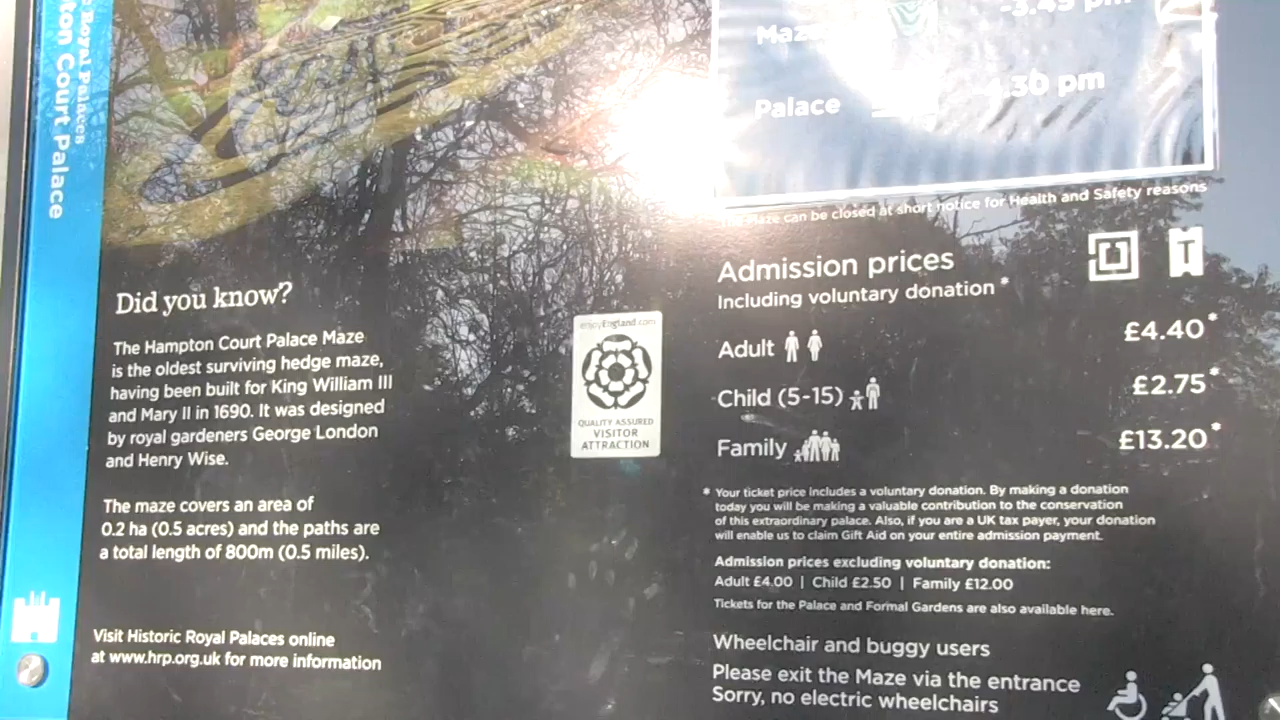 Royal Palaces
ton Court Palace
-3.45 pm
Maze
Palace
4.30 pm
Maze can be closed at short notice for Health and Safety reasons
Did you know?
The Hampton Court Palace Maze
is the oldest surviving hedge maze,
having been built for King William III
and Mary II in 1690. It was designed
by royal gardeners George London
and Henry Wise.
The maze covers an area of
0.2 ha (0.5 acres) and the paths are
a total length of 800m (0.5 miles).
Visit Historic Royal Palaces online
at www.hrp.org.uk for more information
enjoyEngland.com
QUALITY ASSURED
VISITOR
ATTRACTION
Admission prices
Including voluntary donation*
T
Adult £4.40*
Child (5-15) £2.75*
Family £13.20*
* Your ticket price includes a voluntary donation. By making a donation
today you will be making a valuable contribution to the conservation
of this extraordinary palace. Also, if you are a UK tax payer, your donation
will enable us to claim Gift Aid on your entire admission payment.
Admission prices excluding voluntary donation:
Adult £4.00 | Child £2.50 | Family £12.00
Tickets for the Palace and Formal Gardens are also available here.
Wheelchair and buggy users
Please exit the Maze via the entrance
Sorry, no electric wheelchairs